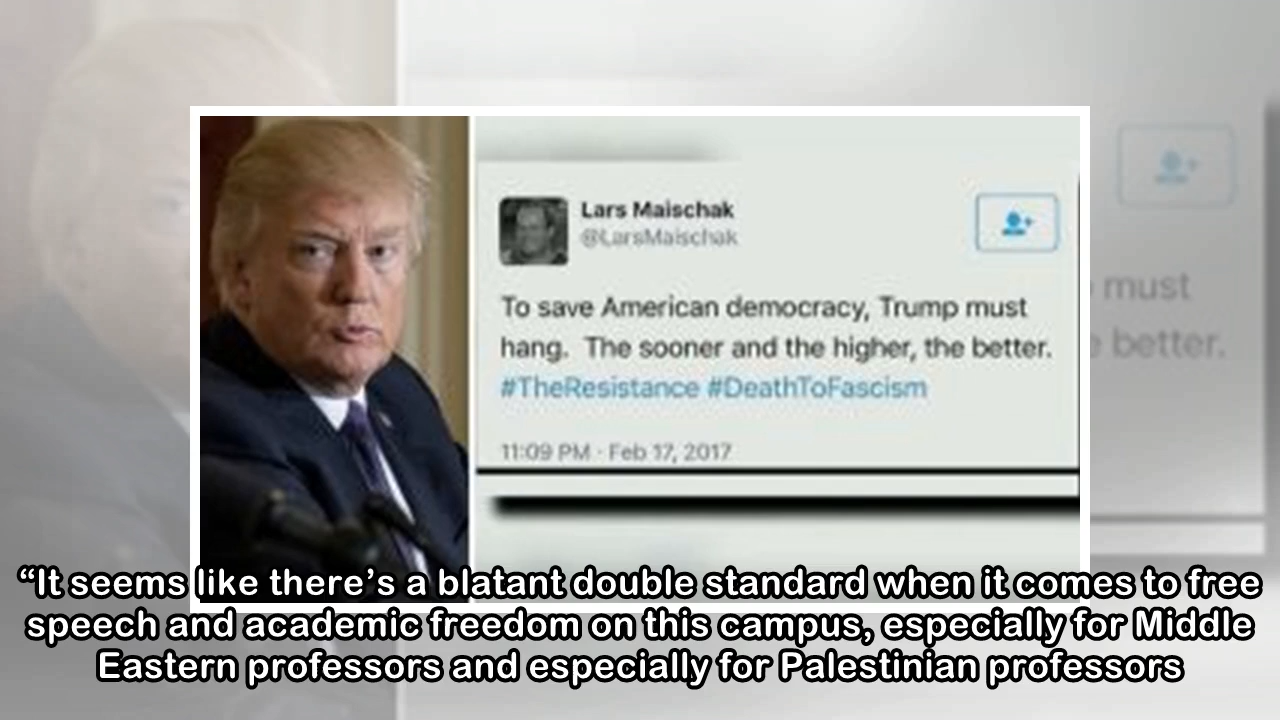 Lars Maischak
@LarsMaischak
To save American democracy, Trump must
hang. The sooner and the higher, the better.
#TheResistance #DeathToFascism
11:09 PM · Feb 17, 2017
must
better.
“It seems like there’s a blatant double standard when it comes to free
speech and academic freedom on this campus, especially for Middle
Eastern professors and especially for Palestinian professors